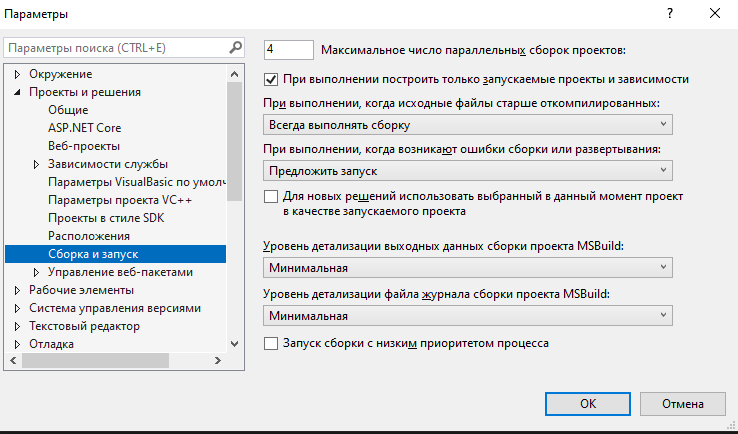 Параметры
Параметры поиска (CTRL+E)
Окружение
Проекты и решения
Общие
ASP.NET Core
Веб-проекты
Зависимости службы
Параметры VisualBasic по умолч
Параметры проекта VC++
Проекты в стиле SDK
Расположения
Сборка и запуск
Управление веб-пакетами
Рабочие элементы
Система управления версиями
Текстовый редактор
Отладка
4 Максимальное число параллельных сборок проектов:
При выполнении построить только запускаемые проекты и зависимости
При выполнении, когда исходные файлы старше откомпилированных:
Всегда выполнять сборку
При выполнении, когда возникают ошибки сборки или развертывания:
Предложить запуск
Для новых решений использовать выбранный в данный момент проект
в качестве запускаемого проекта
Уровень детализации выходных данных сборки проекта MSBuild:
Минимальная
Уровень детализации файла журнала сборки проекта MSBuild:
Минимальная
Запуск сборки с низким приоритетом процесса
ОК
Отмена